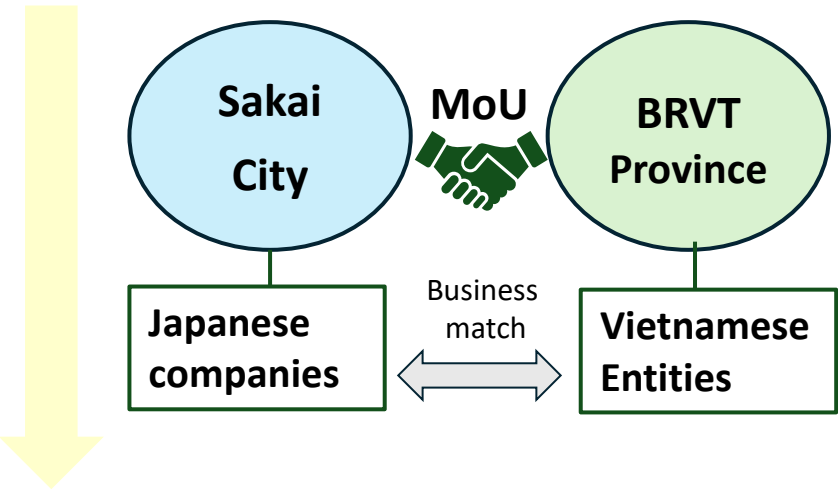 Sakai
City
MoU
BRVT
Province
Japanese
companies
Business
match
Vietnamese
Entities